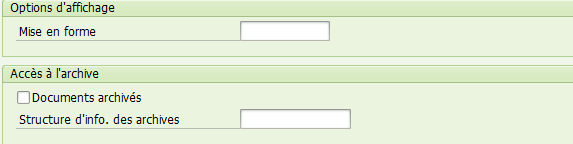 Options d'affichage
Mise en forme
Accès à l'archive
Documents archivés
Structure d'info. des archives